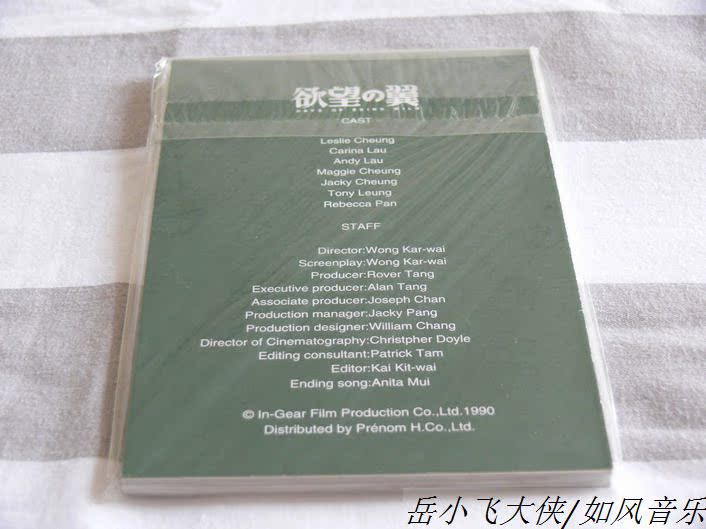 欲望の翼
DAYS OF BEING WILD
CAST
Leslie Cheung
Carina Lau
Andy Lau
Maggie Cheung
Jacky Cheung
Tony Leung
Rebecca Pan
STAFF
Director:Wong Kar-wai
Screenplay:Wong Kar-wai
Producer:Rover Tang
Executive producer:Alan Tang
Associate producer:Joseph Chan
Production manager:Jacky Pang
Production designer:William Chang
Director of Cinematography:Christpher Doyle
Editing consultant:Patrick Tam
Editor:Kai Kit-wai
Ending song:Anita Mui
© In-Gear Film Production Co.,Ltd.1990
Distributed by Prénom H.Co.,Ltd.
岳小飞大侠/如风音乐